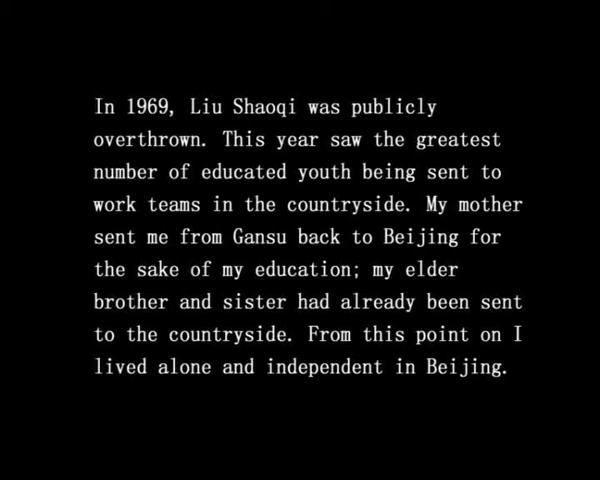 In 1969, Liu Shaoqi was publicly
overthrown. This year saw the greatest
number of educated youth being sent to
work teams in the countryside. My mother
sent me from Gansu back to Beijing for
the sake of my education; my elder
brother and sister had already been sent
to the countryside. From this point on I
lived alone and independent in Beijing.